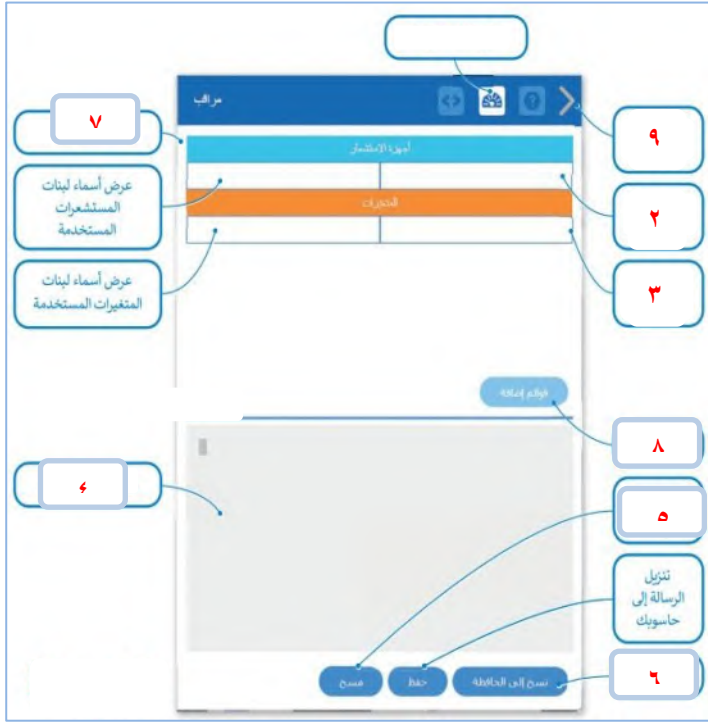 مراقب
?
<>
٧
٩
أجهزة الاستشعار
عرض أسماء لبنات
المستشعرات
المستخدمة
٢
المتغيرات
عرض أسماء لبنات
المتغيرات المستخدمة
٣
قوائم إضافة
٨
٤
٥
تنزيل
الرسالة إلى
حاسوبك
نسخ إلى الحافظة
حفظ
مسح
٦